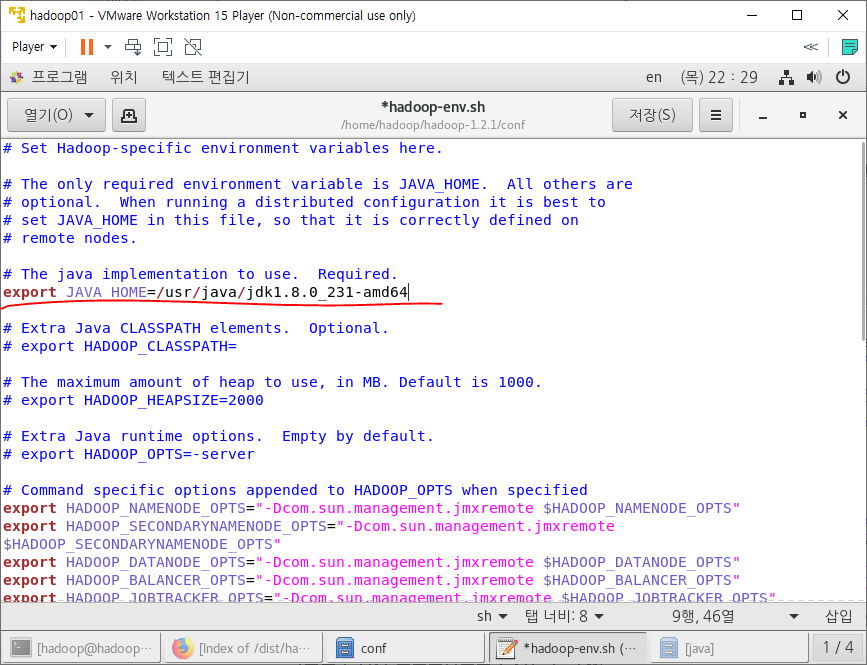 hadoop01 - VMware Workstation 15 Player (Non-commercial use only)
Player
프로그램 위치 텍스트 편집기 en (목) 22 : 29
열기(O) *hadoop-env.sh 저장(S)
/home/hadoop/hadoop-1.2.1/conf
# Set Hadoop-specific environment variables here.
# The only required environment variable is JAVA_HOME.  All others are
# optional.  When running a distributed configuration it is best to
# set JAVA_HOME in this file, so that it is correctly defined on
# remote nodes.
# The java implementation to use.  Required.
export JAVA_HOME=/usr/java/jdk1.8.0_231-amd64
# Extra Java CLASSPATH elements.  Optional.
# export HADOOP_CLASSPATH=
# The maximum amount of heap to use, in MB. Default is 1000.
# export HADOOP_HEAPSIZE=2000
# Extra Java runtime options.  Empty by default.
# export HADOOP_OPTS=-server
# Command specific options appended to HADOOP_OPTS when specified
export HADOOP_NAMENODE_OPTS="-Dcom.sun.management.jmxremote $HADOOP_NAMENODE_OPTS"
export HADOOP_SECONDARYNAMENODE_OPTS="-Dcom.sun.management.jmxremote
$HADOOP_SECONDARYNAMENODE_OPTS"
export HADOOP_DATANODE_OPTS="-Dcom.sun.management.jmxremote $HADOOP_DATANODE_OPTS"
export HADOOP_BALANCER_OPTS="-Dcom.sun.management.jmxremote $HADOOP_BALANCER_OPTS"
export HADOOP_JOBTRACKER_OPTS="-Dcom.sun.management.jmxremote $HADOOP_JOBTRACKER_OPTS"
sh 탭 너비: 8 9행, 46열 삽입
[hadoop@hadoop··· [Index of /dist/ha··· conf *hadoop-env.sh (··· [java] 1 / 4